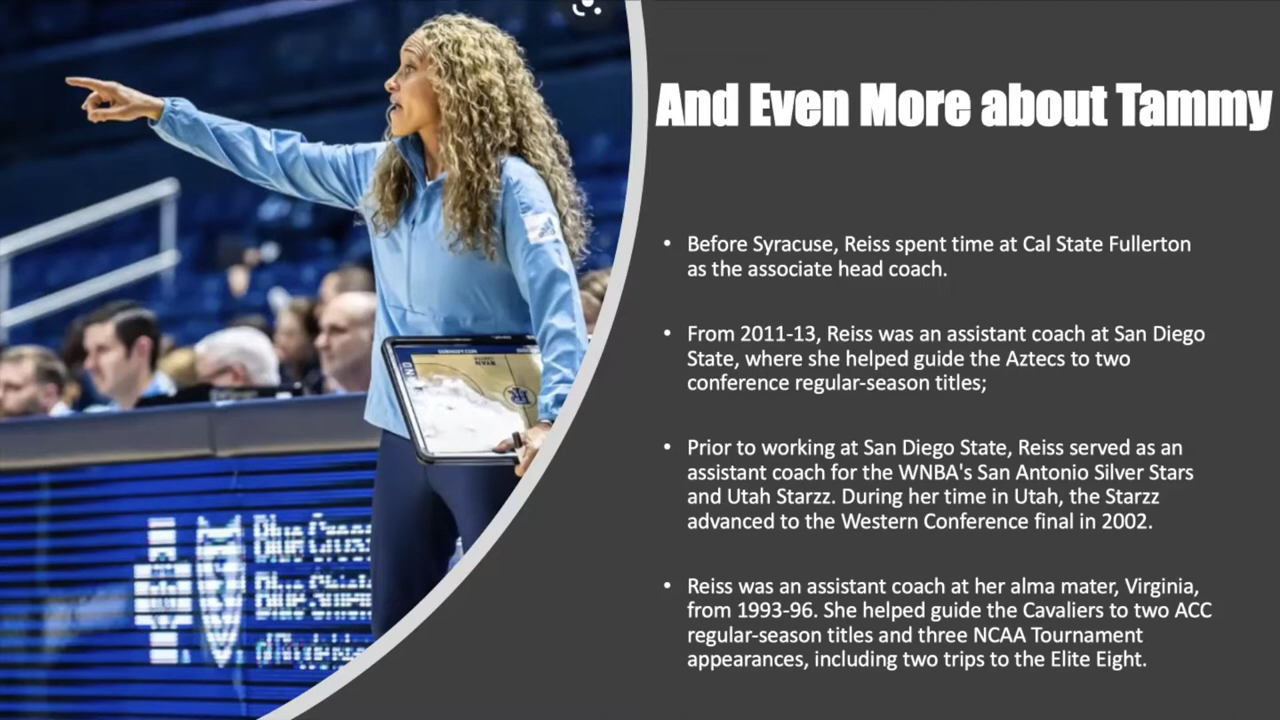 And Even More about Tammy
• Before Syracuse, Reiss spent time at Cal State Fullerton
as the associate head coach.
• From 2011-13, Reiss was an assistant coach at San Diego
State, where she helped guide the Aztecs to two
conference regular-season titles;
• Prior to working at San Diego State, Reiss served as an
assistant coach for the WNBA's San Antonio Silver Stars
and Utah Starzz. During her time in Utah, the Starzz
advanced to the Western Conference final in 2002.
• Reiss was an assistant coach at her alma mater, Virginia,
from 1993-96. She helped guide the Cavaliers to two ACC
regular-season titles and three NCAA Tournament
appearances, including two trips to the Elite Eight.
Blue Cross
Blue Shield